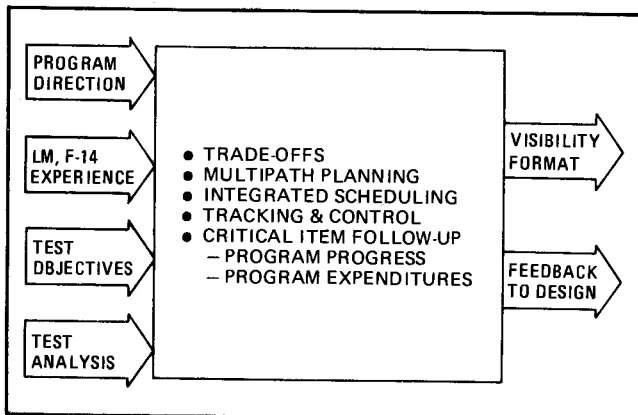 PROGRAM
DIRECTION
LM, F-14
EXPERIENCE
TEST
DBJECTIVES
TEST
ANALYSIS
● TRADE-OFFS
● MULTIPATH PLANNING
● INTEGRATED SCHEDULING
● TRACKING & CONTROL
● CRITICAL ITEM FOLLOW-UP
– PROGRAM PROGRESS
– PROGRAM EXPENDITURES
VISIBILITY
FORMAT
FEEDBACK
TO DESIGN